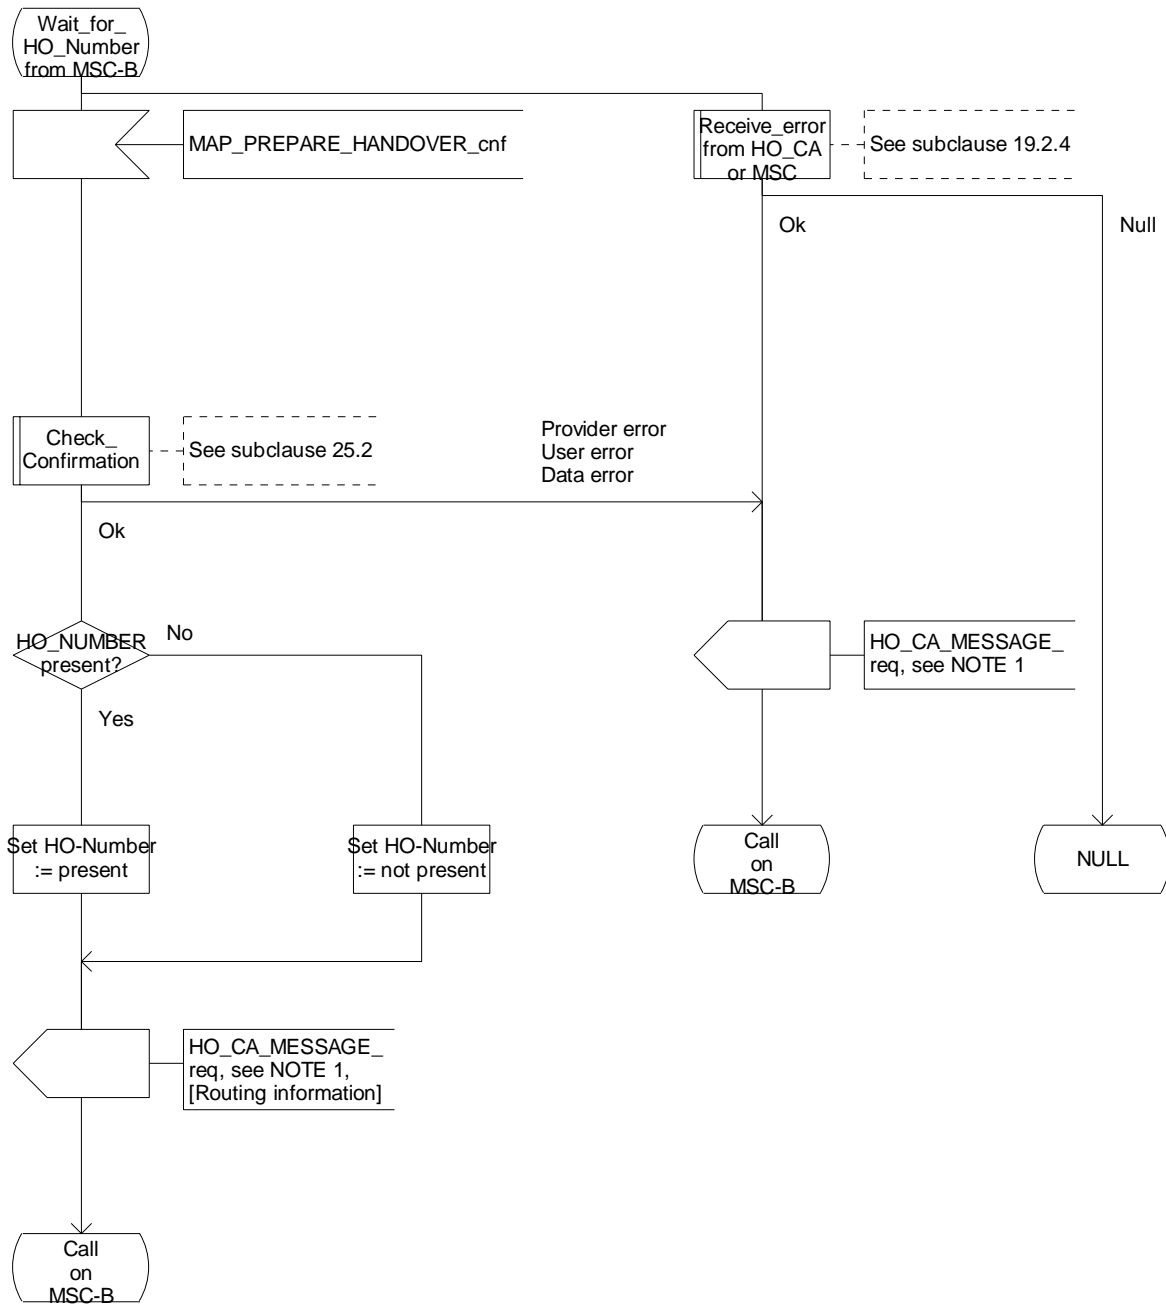 Wait_for_
HO_Number
from MSC-B
MAP_PREPARE_HANDOVER_cnf
Receive_error
from HO_CA
or MSC
See subclause 19.2.4
Ok
Null
Check_
Confirmation
See subclause 25.2
Provider error
User error
Data error
Ok
HO_NUMBER
present?
No
HO_CA_MESSAGE_
req, see NOTE 1
Yes
Set HO-Number
:= present
Set HO-Number
:= not present
Call
on
MSC-B
NULL
HO_CA_MESSAGE_
req, see NOTE 1,
[Routing information]
Call
on
MSC-B